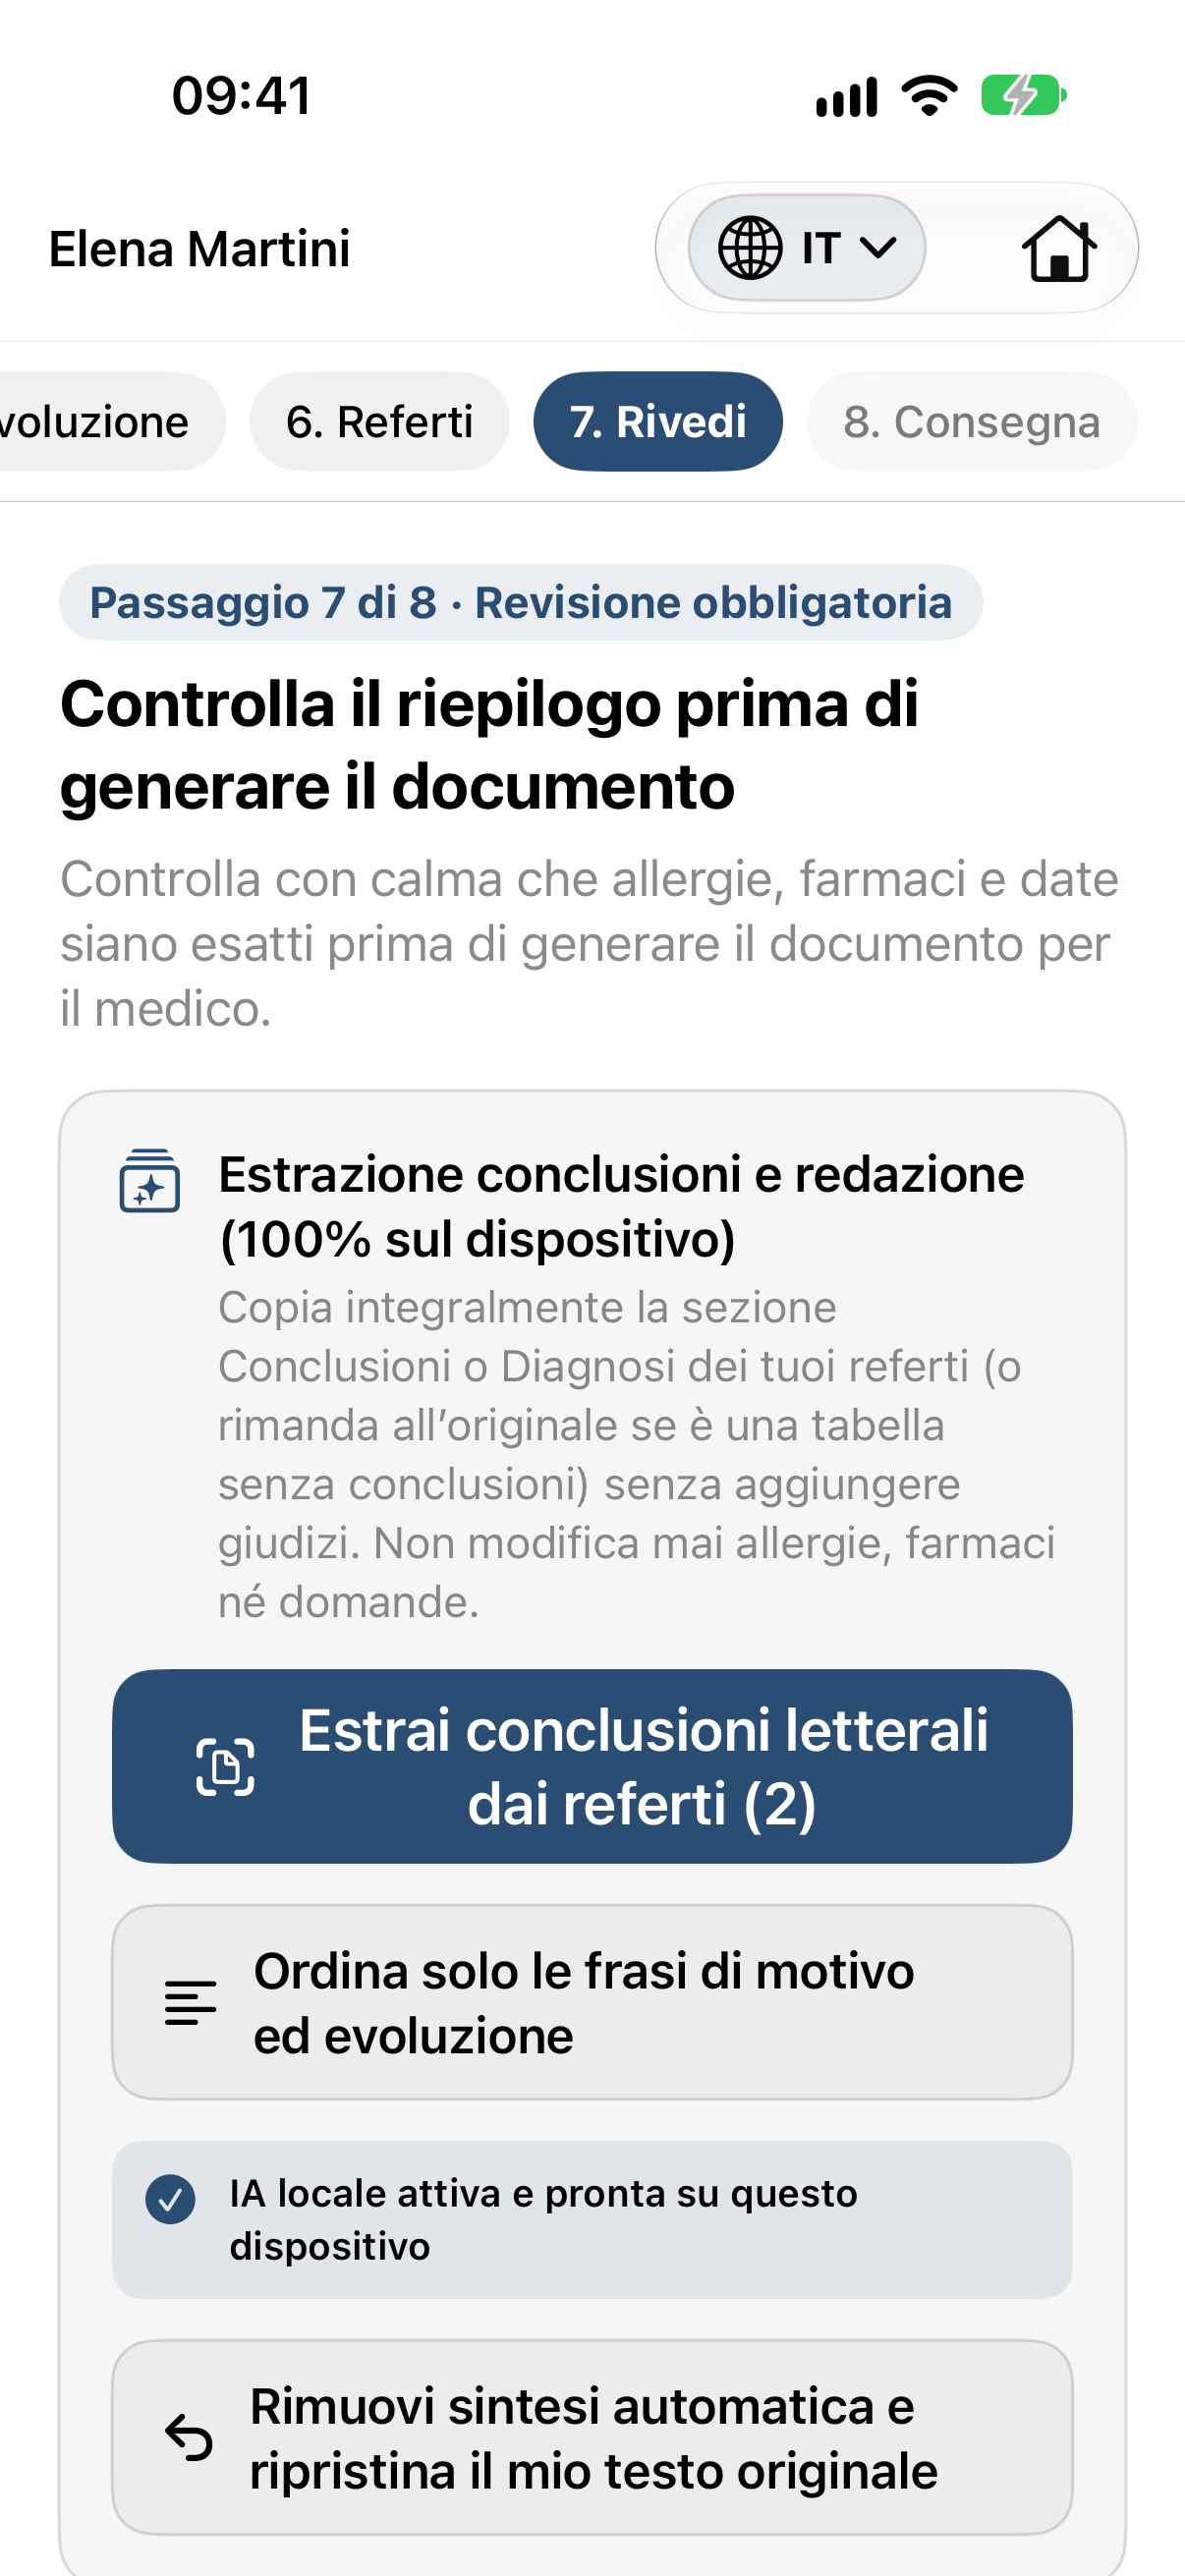 09:41
Elena Martini
IT
voluzione
6. Referti
7. Rivedi
8. Consegna
Passaggio 7 di 8 · Revisione obbligatoria
Controlla il riepilogo prima di
generare il documento
Controlla con calma che allergie, farmaci e date
siano esatti prima di generare il documento per
il medico.
Estrazione conclusioni e redazione
(100% sul dispositivo)
Copia integralmente la sezione
Conclusioni o Diagnosi dei tuoi referti (o
rimanda all’originale se è una tabella
senza conclusioni) senza aggiungere
giudizi. Non modifica mai allergie, farmaci
né domande.
Estrai conclusioni letterali
dai referti (2)
Ordina solo le frasi di motivo
ed evoluzione
IA locale attiva e pronta su questo
dispositivo
Rimuovi sintesi automatica e
ripristina il mio testo originale